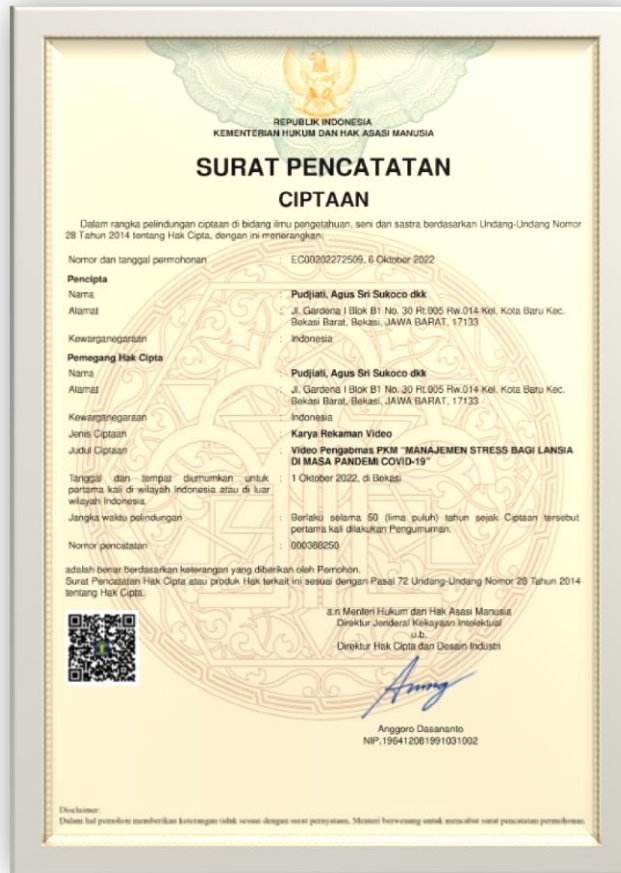 REPUBLIK INDONESIA
KEMENTERIAN HUKUM DAN HAK ASASI MANUSIA
SURAT PENCATATAN
CIPTAAN
Dalam rangka pelindungan ciptaan di bidang ilmu pengetahuan, seni dan sastra berdasarkan Undang-Undang Nomor
28 Tahun 2014 tentang Hak Cipta, dengan ini menerangkan:
Nomor dan tanggal permohonan : EC00202272509, 6 Oktober 2022
Pencipta
Nama : Pudjiati, Agus Sri Sukoco dkk
Alamat : Jl. Gardena I Blok B1 No. 30 Rt.005 Rw.014 Kel. Kota Baru Kec.
Bekasi Barat, Bekasi, JAWA BARAT, 17133
Kewarganegaraan : Indonesia
Pemegang Hak Cipta
Nama : Pudjiati, Agus Sri Sukoco dkk
Alamat : Jl. Gardena I Blok B1 No. 30 Rt.005 Rw.014 Kel. Kota Baru Kec.
Bekasi Barat, Bekasi, JAWA BARAT, 17133
Kewarganegaraan : Indonesia
Jenis Ciptaan : Karya Rekaman Video
Judul Ciptaan : Video Pengabmas PKM "MANAJEMEN STRESS BAGI LANSIA
DI MASA PANDEMI COVID-19"
Tanggal dan tempat diumumkan untuk : 1 Oktober 2022, di Bekasi
pertama kali di wilayah Indonesia atau di luar
wilayah Indonesia
Jangka waktu pelindungan : Berlaku selama 50 (lima puluh) tahun sejak Ciptaan tersebut
pertama kali dilakukan Pengumuman.
Nomor pencatatan : 000388250
adalah benar berdasarkan keterangan yang diberikan oleh Pemohon.
Surat Pencatatan Hak Cipta atau produk Hak terkait ini sesuai dengan Pasal 72 Undang-Undang Nomor 28 Tahun 2014
tentang Hak Cipta.
a.n Menteri Hukum dan Hak Asasi Manusia
Direktur Jenderal Kekayaan Intelektual
u.b.
Direktur Hak Cipta dan Desain Industri
Anggoro Dasananto
NIP.196412081991031002
Disclaimer:
Dalam hal pemohon memberikan keterangan tidak sesuai dengan surat pernyataan, Menteri berwenang untuk mencabut surat pencatatan permohonan.